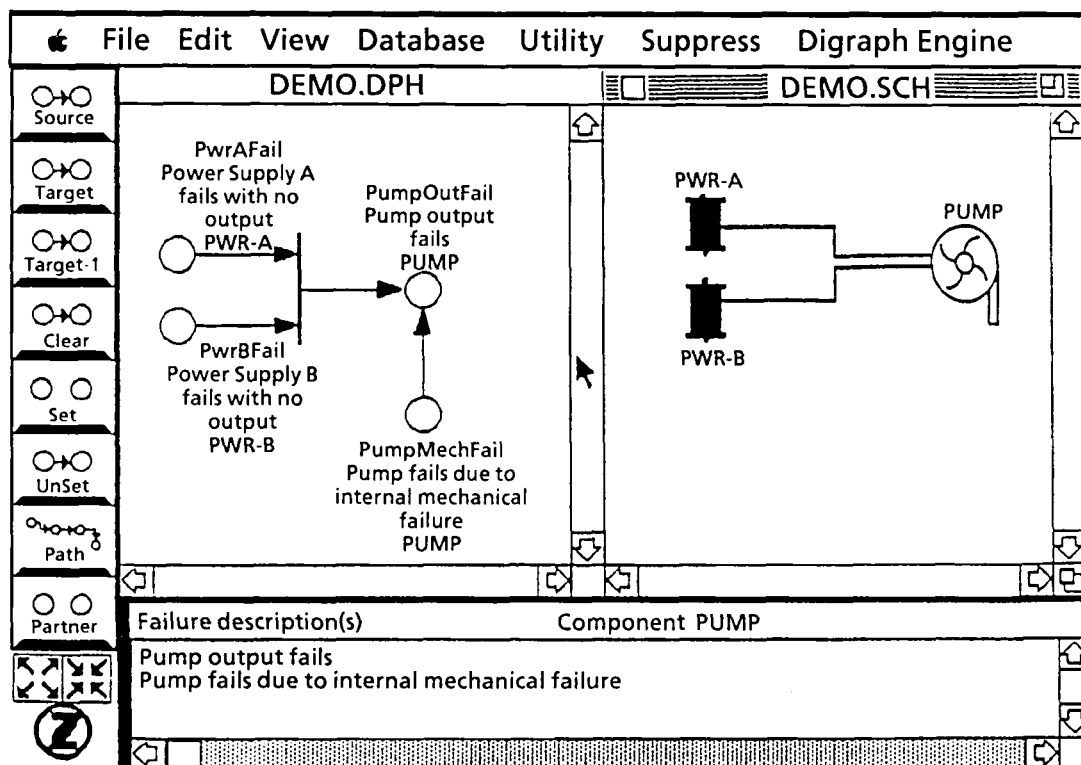 File Edit View Database Utility Suppress Digraph Engine
DEMO.DPH
DEMO.SCH
Source
Target
Target-1
Clear
Set
UnSet
Path
Partner
Z
PwrAFail
Power Supply A
fails with no
output
PWR-A
PumpOutFail
Pump output
fails
PUMP
PwrBFail
Power Supply B
fails with no
output
PWR-B
PumpMechFail
Pump fails due to
internal mechanical
failure
PUMP
PWR-A
PUMP
PWR-B
Failure description(s) Component PUMP
Pump output fails
Pump fails due to internal mechanical failure